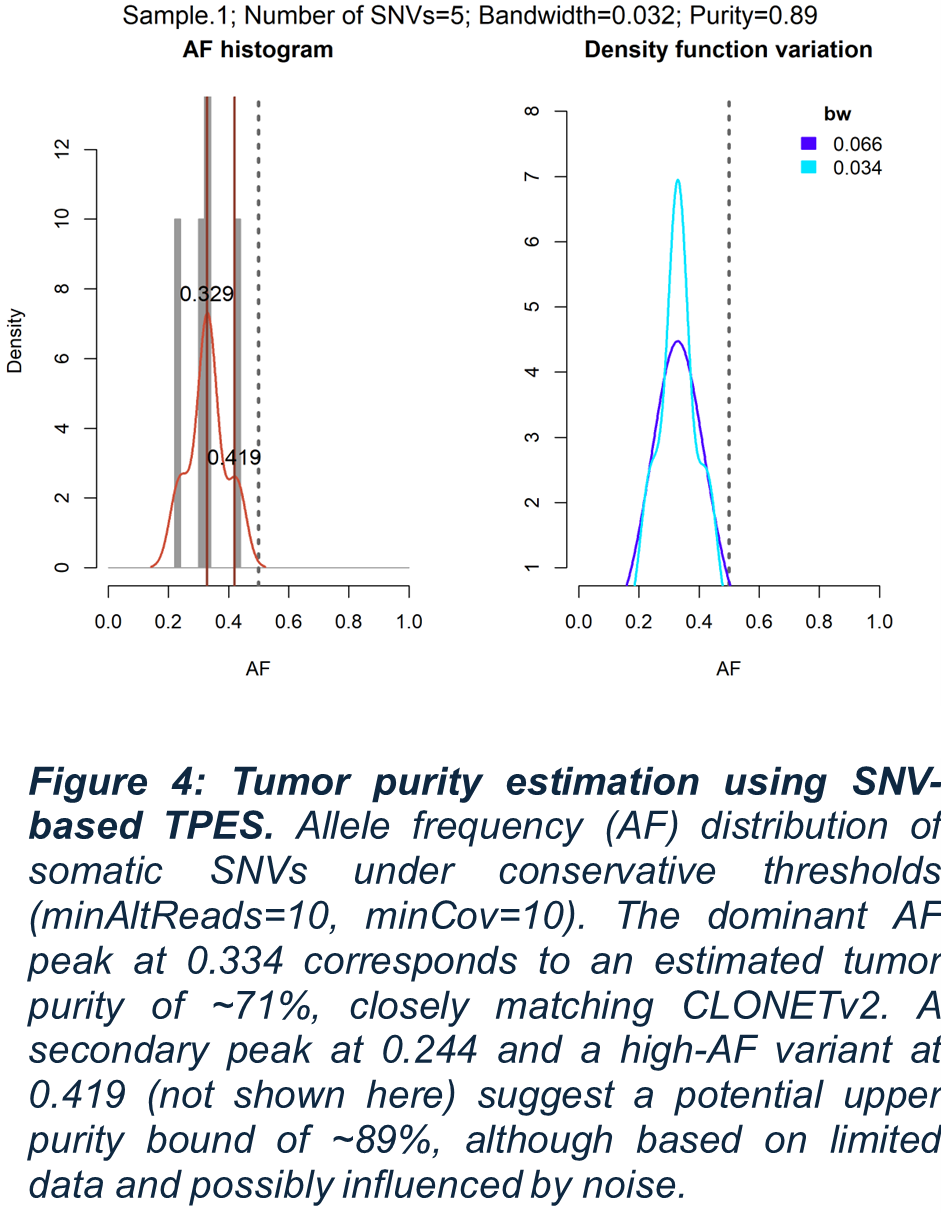 Sample.1; Number of SNVs=5; Bandwidth=0.032; Purity=0.89
AF histogram
Density
12
10
8
6
4
2
0
0.329
0.419
0.0 0.2 0.4 0.6 0.8 1.0
AF
Density function variation
8
7
6
5
4
3
2
1
bw
0.066
0.034
0.0 0.2 0.4 0.6 0.8 1.0
AF
Figure 4: Tumor purity estimation using SNV-
based TPES. Allele frequency (AF) distribution of
somatic SNVs under conservative thresholds
(minAltReads=10, minCov=10). The dominant AF
peak at 0.334 corresponds to an estimated tumor
purity of ~71%, closely matching CLONETv2. A
secondary peak at 0.244 and a high-AF variant at
0.419 (not shown here) suggest a potential upper
purity bound of ~89%, although based on limited
data and possibly influenced by noise.